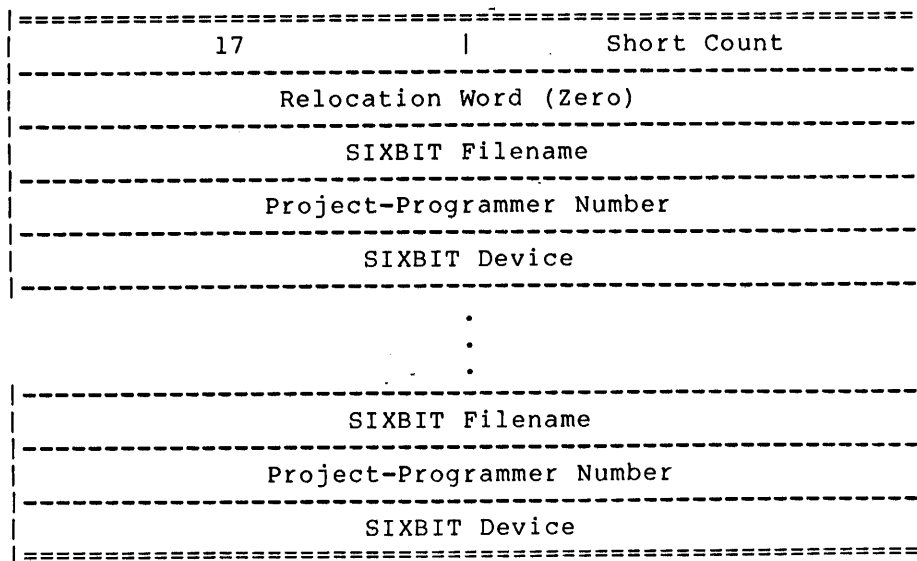 17 | Short Count
Relocation Word (Zero)
SIXBIT Filename
Project-Programmer Number
SIXBIT Device
.
.
.
SIXBIT Filename
Project-Programmer Number
SIXBIT Device